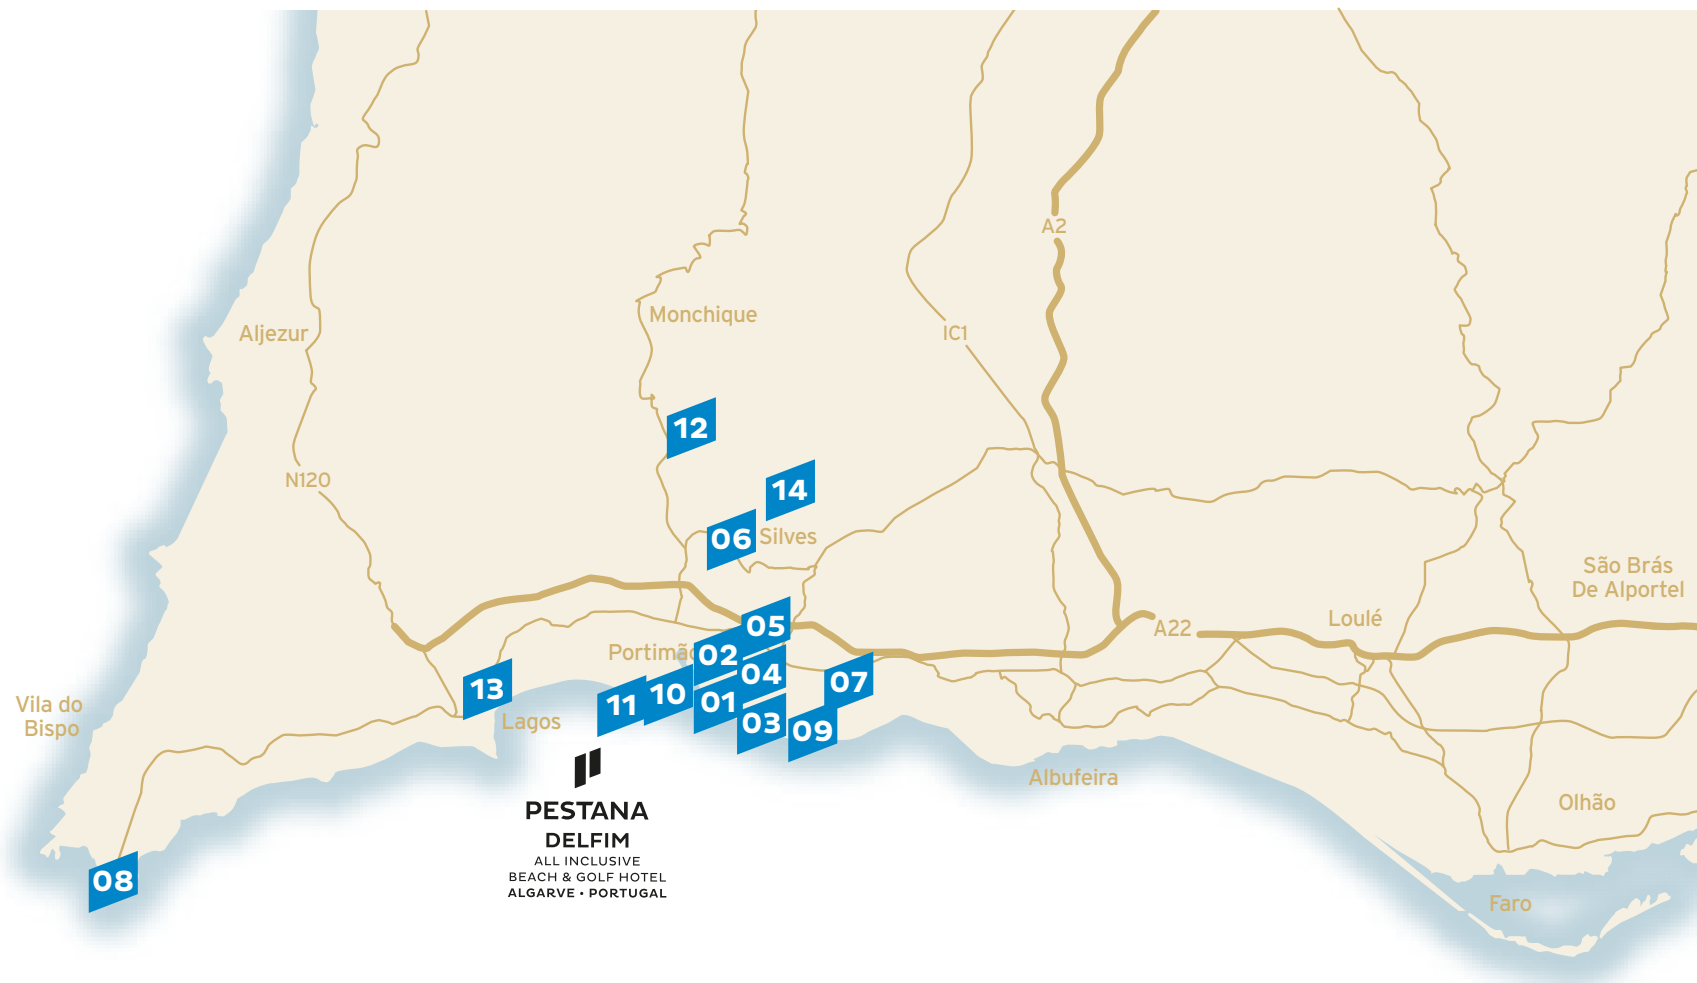 A2
Monchique
Aljezur
IC1
12
N120
14
06
Silves
São Brás
De Alportel
05
Loulé
A22
Portimão
02
04
07
13
10
11
01
Vila do
Bispo
Lagos
03
09
PESTANA
DELFIM
ALL INCLUSIVE
BEACH & GOLF HOTEL
ALGARVE • PORTUGAL
Albufeira
Olhão
08
Faro